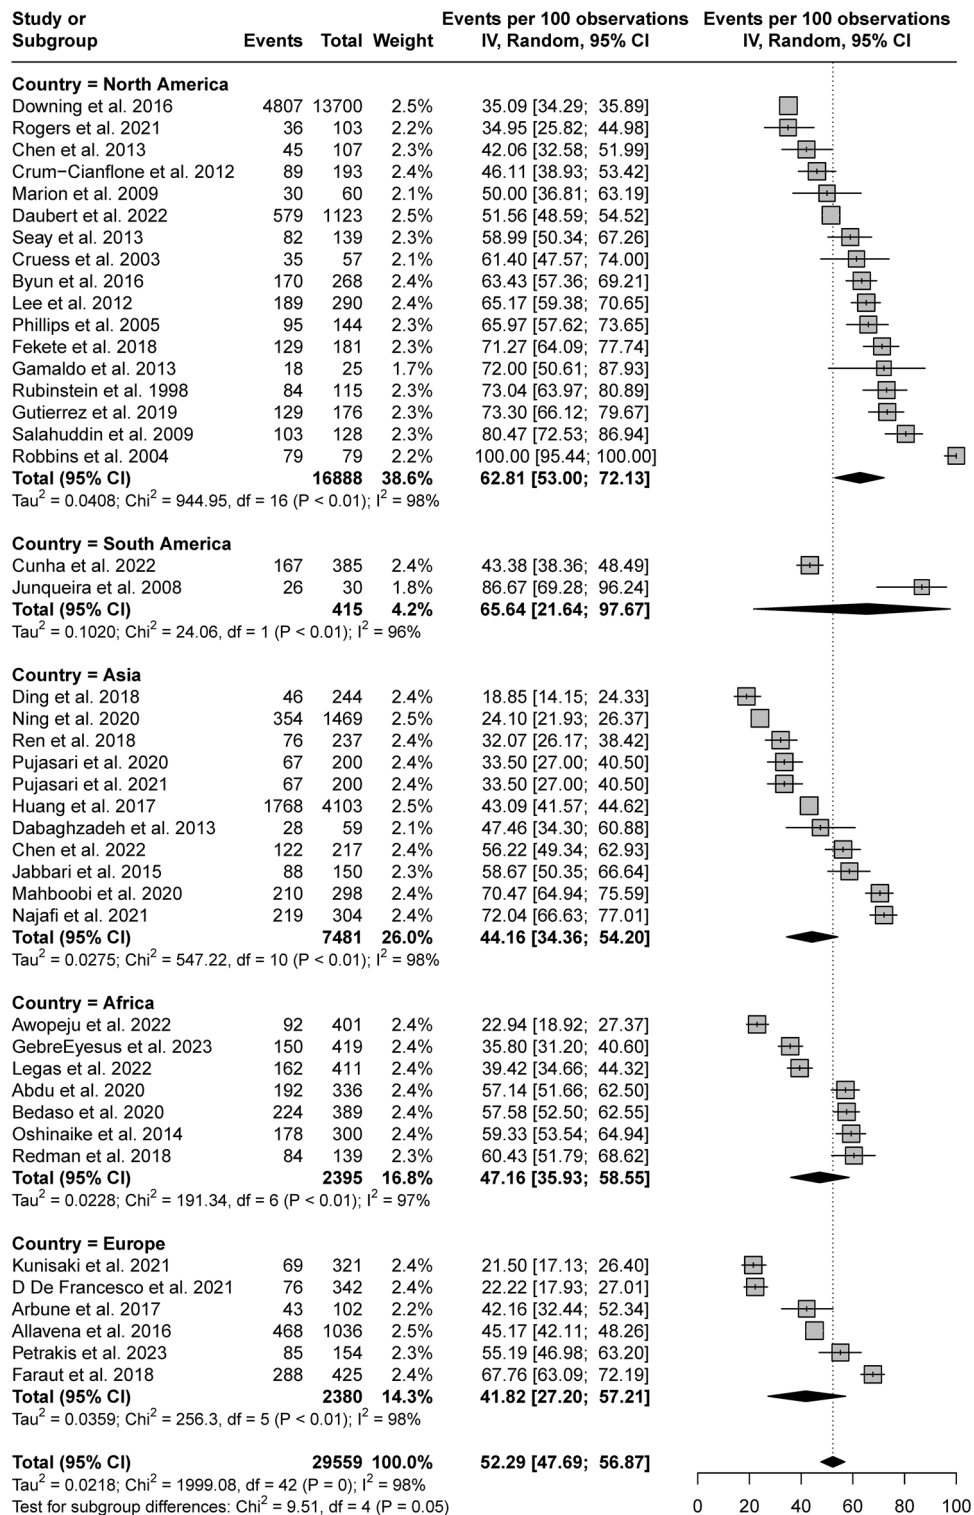 Study or Events per 100 observations Events per 100 observations
Subgroup Events Total Weight IV, Random, 95% CI IV, Random, 95% CI
Country = North America
Downing et al. 2016 4807 13700 2.5% 35.09 [34.29; 35.89]
Rogers et al. 2021 36 103 2.2% 34.95 [25.82; 44.98]
Chen et al. 2013 45 107 2.3% 42.06 [32.58; 51.99]
Crum−Cianflone et al. 2012 89 193 2.4% 46.11 [38.93; 53.42]
Marion et al. 2009 30 60 2.1% 50.00 [36.81; 63.19]
Daubert et al. 2022 579 1123 2.5% 51.56 [48.59; 54.52]
Seay et al. 2013 82 139 2.3% 58.99 [50.34; 67.26]
Cruess et al. 2003 35 57 2.1% 61.40 [47.57; 74.00]
Byun et al. 2016 170 268 2.4% 63.43 [57.36; 69.21]
Lee et al. 2012 189 290 2.4% 65.17 [59.38; 70.65]
Phillips et al. 2005 95 144 2.3% 65.97 [57.62; 73.65]
Fekete et al. 2018 129 181 2.3% 71.27 [64.09; 77.74]
Gamaldo et al. 2013 18 25 1.7% 72.00 [50.61; 87.93]
Rubinstein et al. 1998 84 115 2.3% 73.04 [63.97; 80.89]
Gutierrez et al. 2019 129 176 2.3% 73.30 [66.12; 79.67]
Salahuddin et al. 2009 103 128 2.3% 80.47 [72.53; 86.94]
Robbins et al. 2004 79 79 2.2% 100.00 [95.44; 100.00]
Total (95% CI) 16888 38.6% 62.81 [53.00; 72.13]
Tau² = 0.0408; Chi² = 944.95, df = 16 (P < 0.01); I² = 98%
Country = South America
Cunha et al. 2022 167 385 2.4% 43.38 [38.36; 48.49]
Junqueira et al. 2008 26 30 1.8% 86.67 [69.28; 96.24]
Total (95% CI) 415 4.2% 65.64 [21.64; 97.67]
Tau² = 0.1020; Chi² = 24.06, df = 1 (P < 0.01); I² = 96%
Country = Asia
Ding et al. 2018 46 244 2.4% 18.85 [14.15; 24.33]
Ning et al. 2020 354 1469 2.5% 24.10 [21.93; 26.37]
Ren et al. 2018 76 237 2.4% 32.07 [26.17; 38.42]
Pujasari et al. 2020 67 200 2.4% 33.50 [27.00; 40.50]
Pujasari et al. 2021 67 200 2.4% 33.50 [27.00; 40.50]
Huang et al. 2017 1768 4103 2.5% 43.09 [41.57; 44.62]
Dabaghzadeh et al. 2013 28 59 2.1% 47.46 [34.30; 60.88]
Chen et al. 2022 122 217 2.4% 56.22 [49.34; 62.93]
Jabbari et al. 2015 88 150 2.3% 58.67 [50.35; 66.64]
Mahboobi et al. 2020 210 298 2.4% 70.47 [64.94; 75.59]
Najafi et al. 2021 219 304 2.4% 72.04 [66.63; 77.01]
Total (95% CI) 7481 26.0% 44.16 [34.36; 54.20]
Tau² = 0.0275; Chi² = 547.22, df = 10 (P < 0.01); I² = 98%
Country = Africa
Awopeju et al. 2022 92 401 2.4% 22.94 [18.92; 27.37]
GebreEyesus et al. 2023 150 419 2.4% 35.80 [31.20; 40.60]
Legas et al. 2022 162 411 2.4% 39.42 [34.66; 44.32]
Abdu et al. 2020 192 336 2.4% 57.14 [51.66; 62.50]
Bedaso et al. 2020 224 389 2.4% 57.58 [52.50; 62.55]
Oshinaike et al. 2014 178 300 2.4% 59.33 [53.54; 64.94]
Redman et al. 2018 84 139 2.3% 60.43 [51.79; 68.62]
Total (95% CI) 2395 16.8% 47.16 [35.93; 58.55]
Tau² = 0.0228; Chi² = 191.34, df = 6 (P < 0.01); I² = 97%
Country = Europe
Kunisaki et al. 2021 69 321 2.4% 21.50 [17.13; 26.40]
D De Francesco et al. 2021 76 342 2.4% 22.22 [17.93; 27.01]
Arbune et al. 2017 43 102 2.2% 42.16 [32.44; 52.34]
Allavena et al. 2016 468 1036 2.5% 45.17 [42.11; 48.26]
Petrakis et al. 2023 85 154 2.3% 55.19 [46.98; 63.20]
Faraut et al. 2018 288 425 2.4% 67.76 [63.09; 72.19]
Total (95% CI) 2380 14.3% 41.82 [27.20; 57.21]
Tau² = 0.0359; Chi² = 256.3, df = 5 (P < 0.01); I² = 98%
Total (95% CI) 29559 100.0% 52.29 [47.69; 56.87]
Tau² = 0.0218; Chi² = 1999.08, df = 42 (P = 0); I² = 98%
Test for subgroup differences: Chi² = 9.51, df = 4 (P = 0.05)
0 20 40 60 80 100